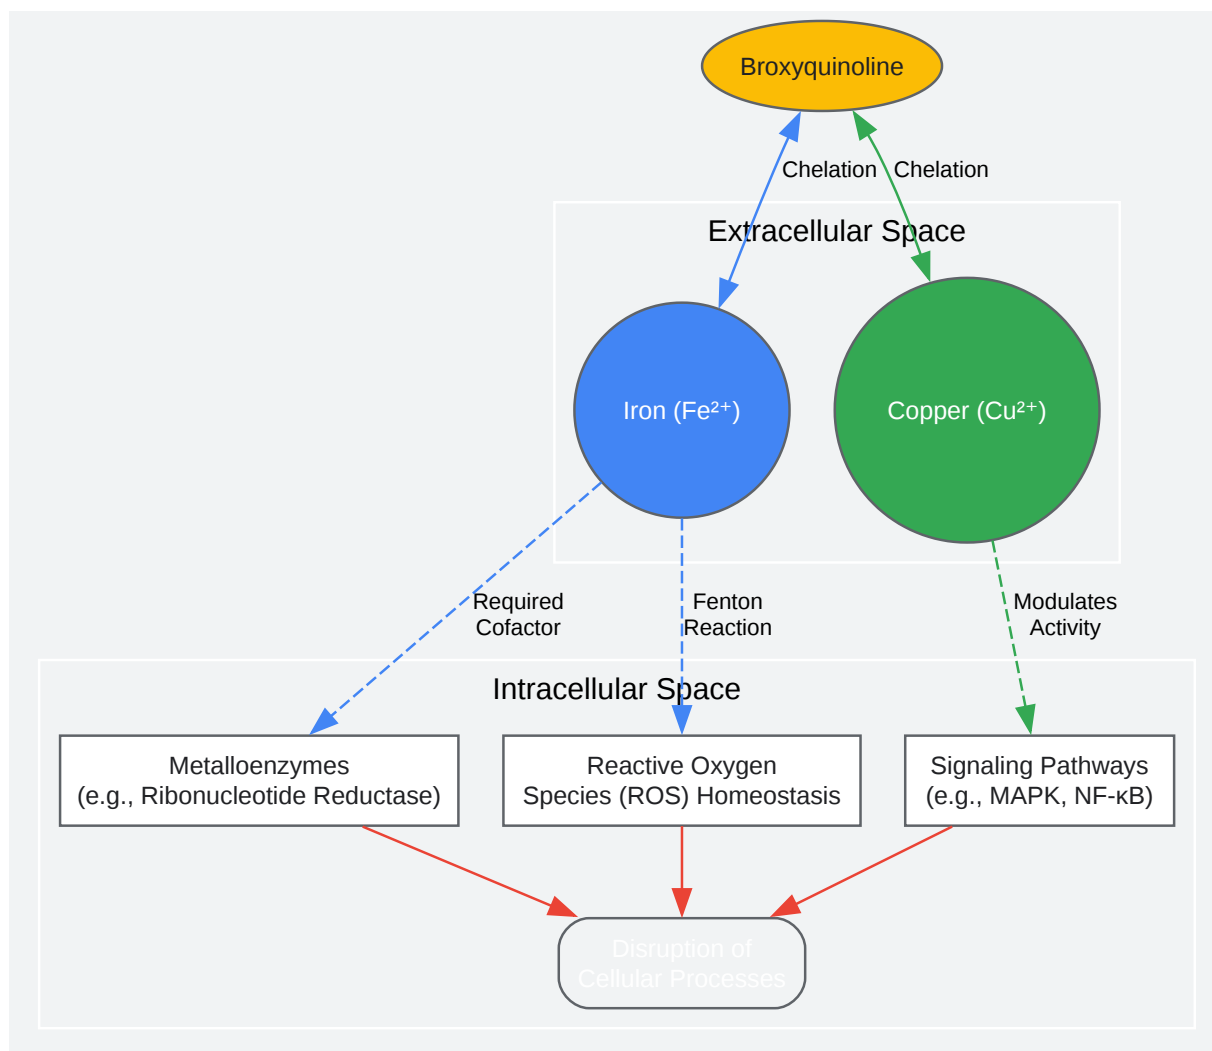 Broxyquinoline
Chelation
Chelation
Extracellular Space
Iron (Fe²⁺)
Copper (Cu²⁺)
Required
Cofactor
Fenton
Reaction
Modulates
Activity
Intracellular Space
Metalloenzymes
(e.g., Ribonucleotide Reductase)
Reactive Oxygen
Species (ROS) Homeostasis
Signaling Pathways
(e.g., MAPK, NF-κB)
Disruption of
Cellular Processes